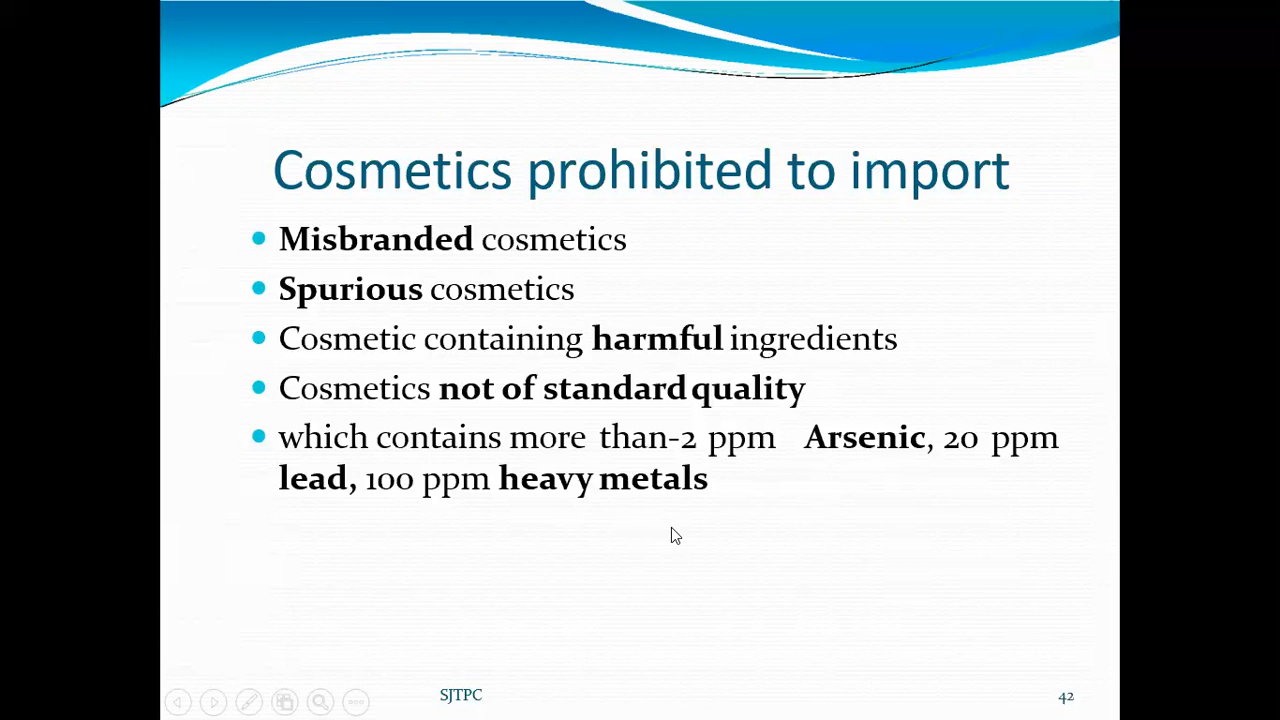 Cosmetics prohibited to import
Misbranded cosmetics
Spurious cosmetics
Cosmetic containing harmful ingredients
Cosmetics not of standard quality
which contains more than-2 ppm Arsenic, 20 ppm
lead, 100 ppm heavy metals
SJTPC
42